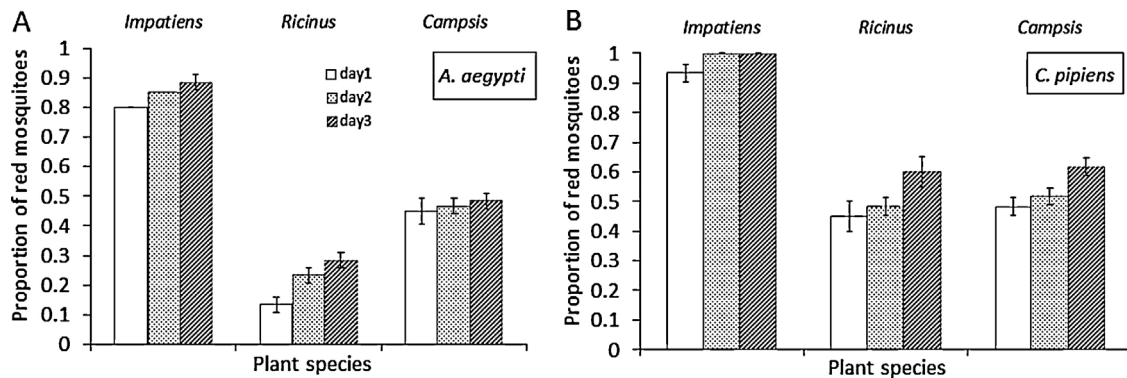 A
Impatiens Ricinus Campsis
A. aegypti
day1
day2
day3
Proportion of red mosquitoes
1
0.9
0.8
0.7
0.6
0.5
0.4
0.3
0.2
0.1
0
Plant species
B
Impatiens Ricinus Campsis
C. pipiens
Proportion of red mosquitoes
1
0.9
0.8
0.7
0.6
0.5
0.4
0.3
0.2
0.1
0
Plant species